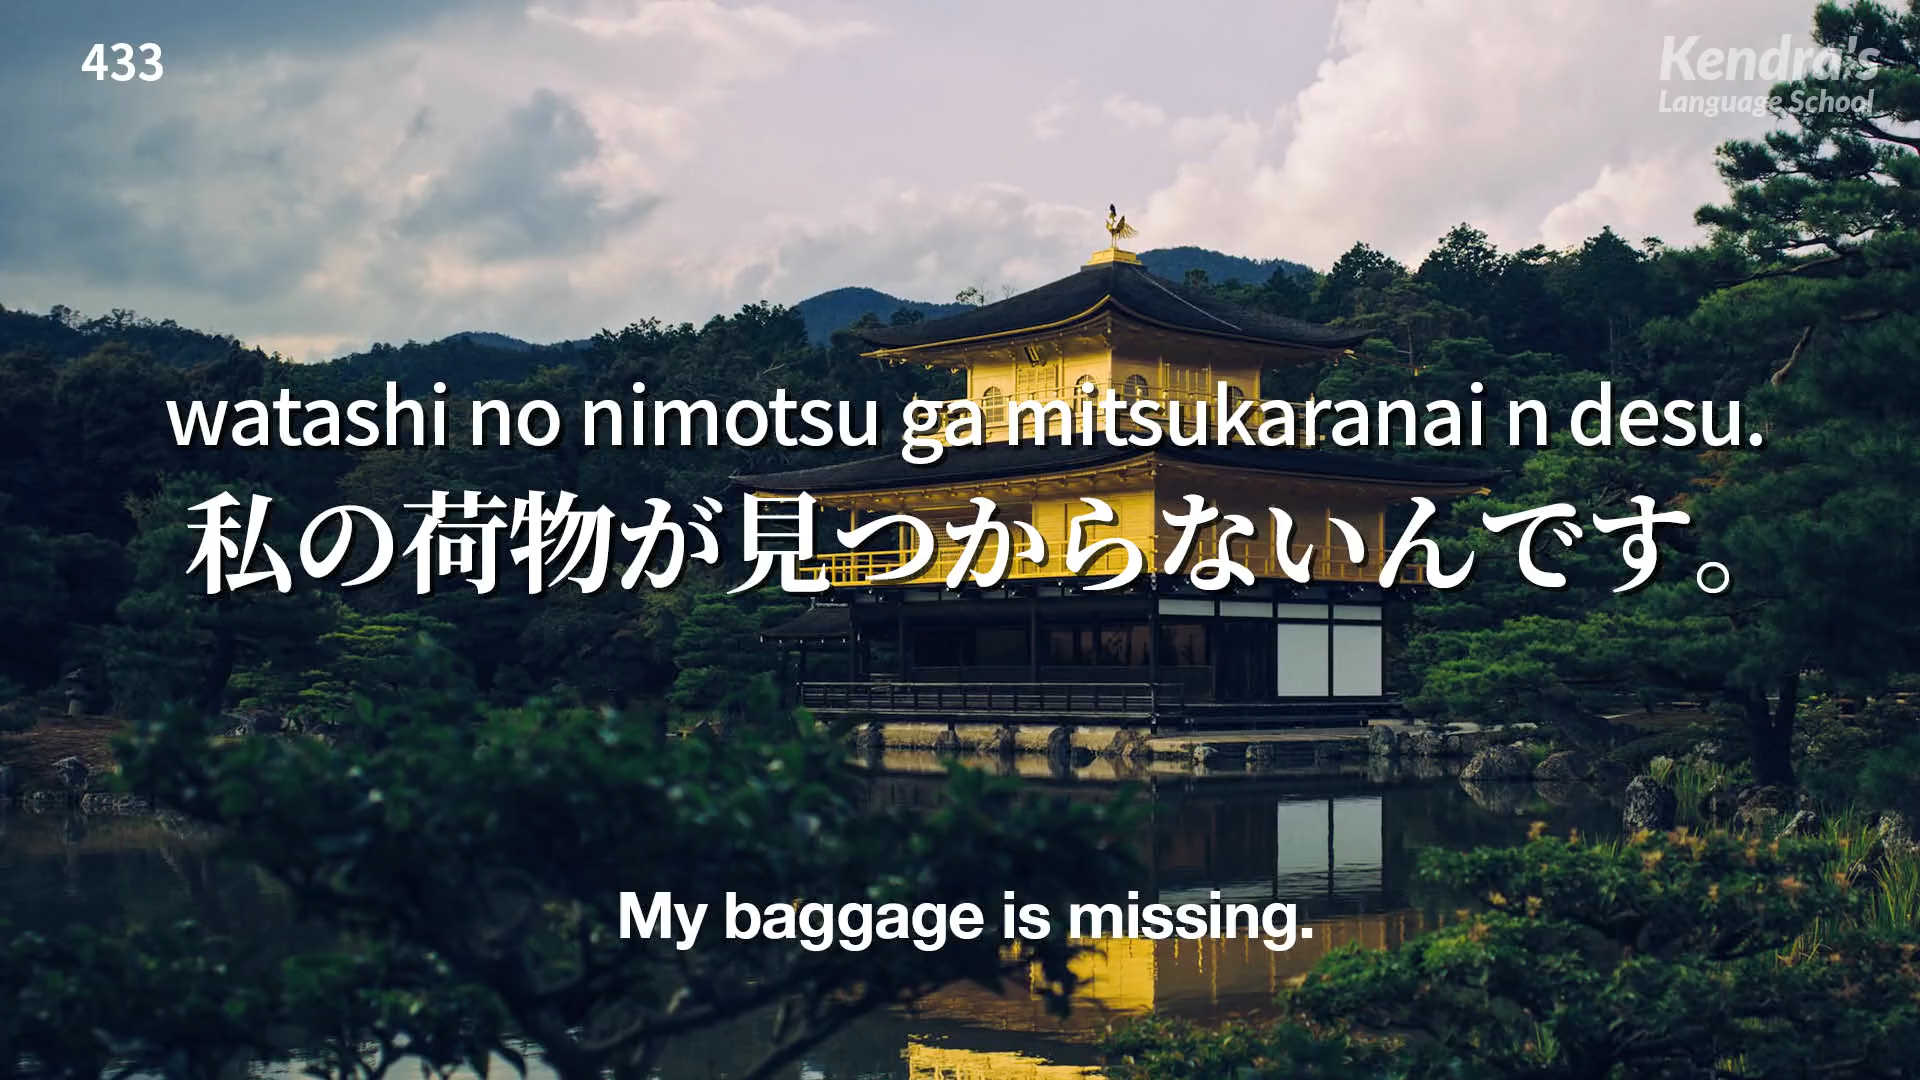 433
Kendra's
Language School
watashi no nimotsu ga mitsukaranai n desu.
私の荷物が見つからないんです。
My baggage is missing.